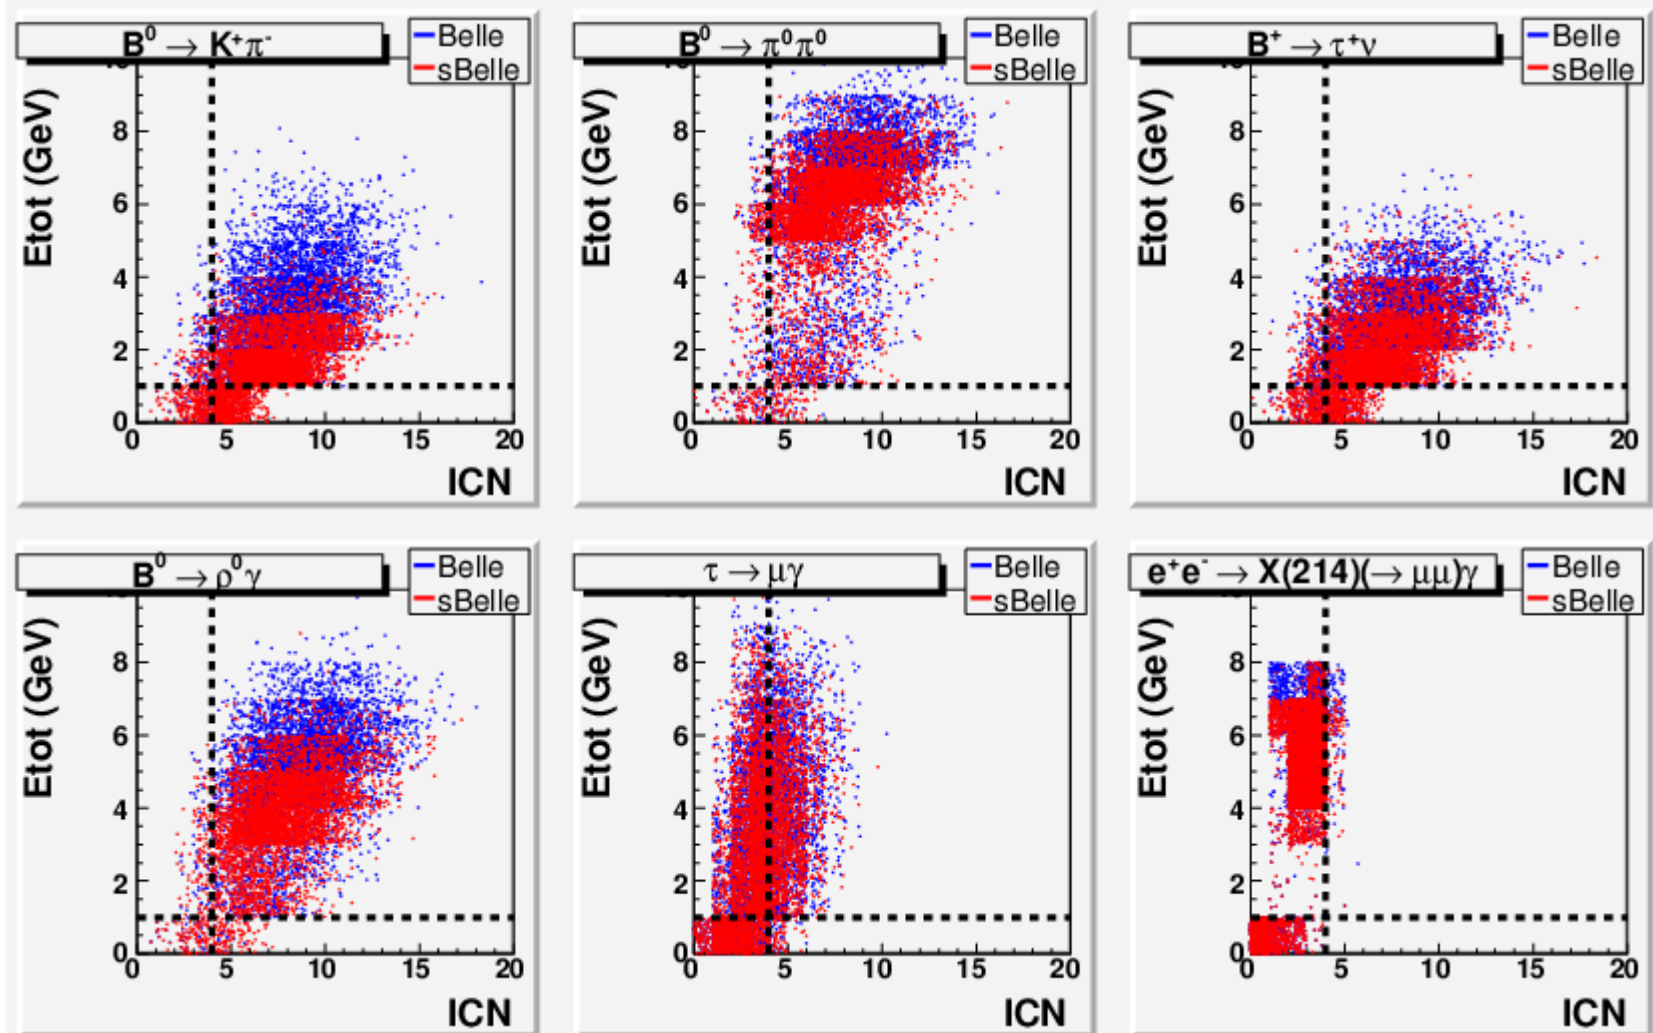 B⁰ → K⁺π⁻
Belle
sBelle
Etot (GeV)
8
6
4
2
0
0 5 10 15 20
ICN
B⁰ → π⁰π⁰
Belle
sBelle
Etot (GeV)
8
6
4
2
0
0 5 10 15 20
ICN
B⁺ → τ⁺ν
Belle
sBelle
Etot (GeV)
8
6
4
2
0
0 5 10 15 20
ICN
B⁰ → ρ⁰γ
Belle
sBelle
Etot (GeV)
8
6
4
2
0
0 5 10 15 20
ICN
τ → μγ
Belle
sBelle
Etot (GeV)
8
6
4
2
0
0 5 10 15 20
ICN
e⁺e⁻ → X(214)(→ μμ)γ
Belle
sBelle
Etot (GeV)
8
6
4
2
0
0 5 10 15 20
ICN